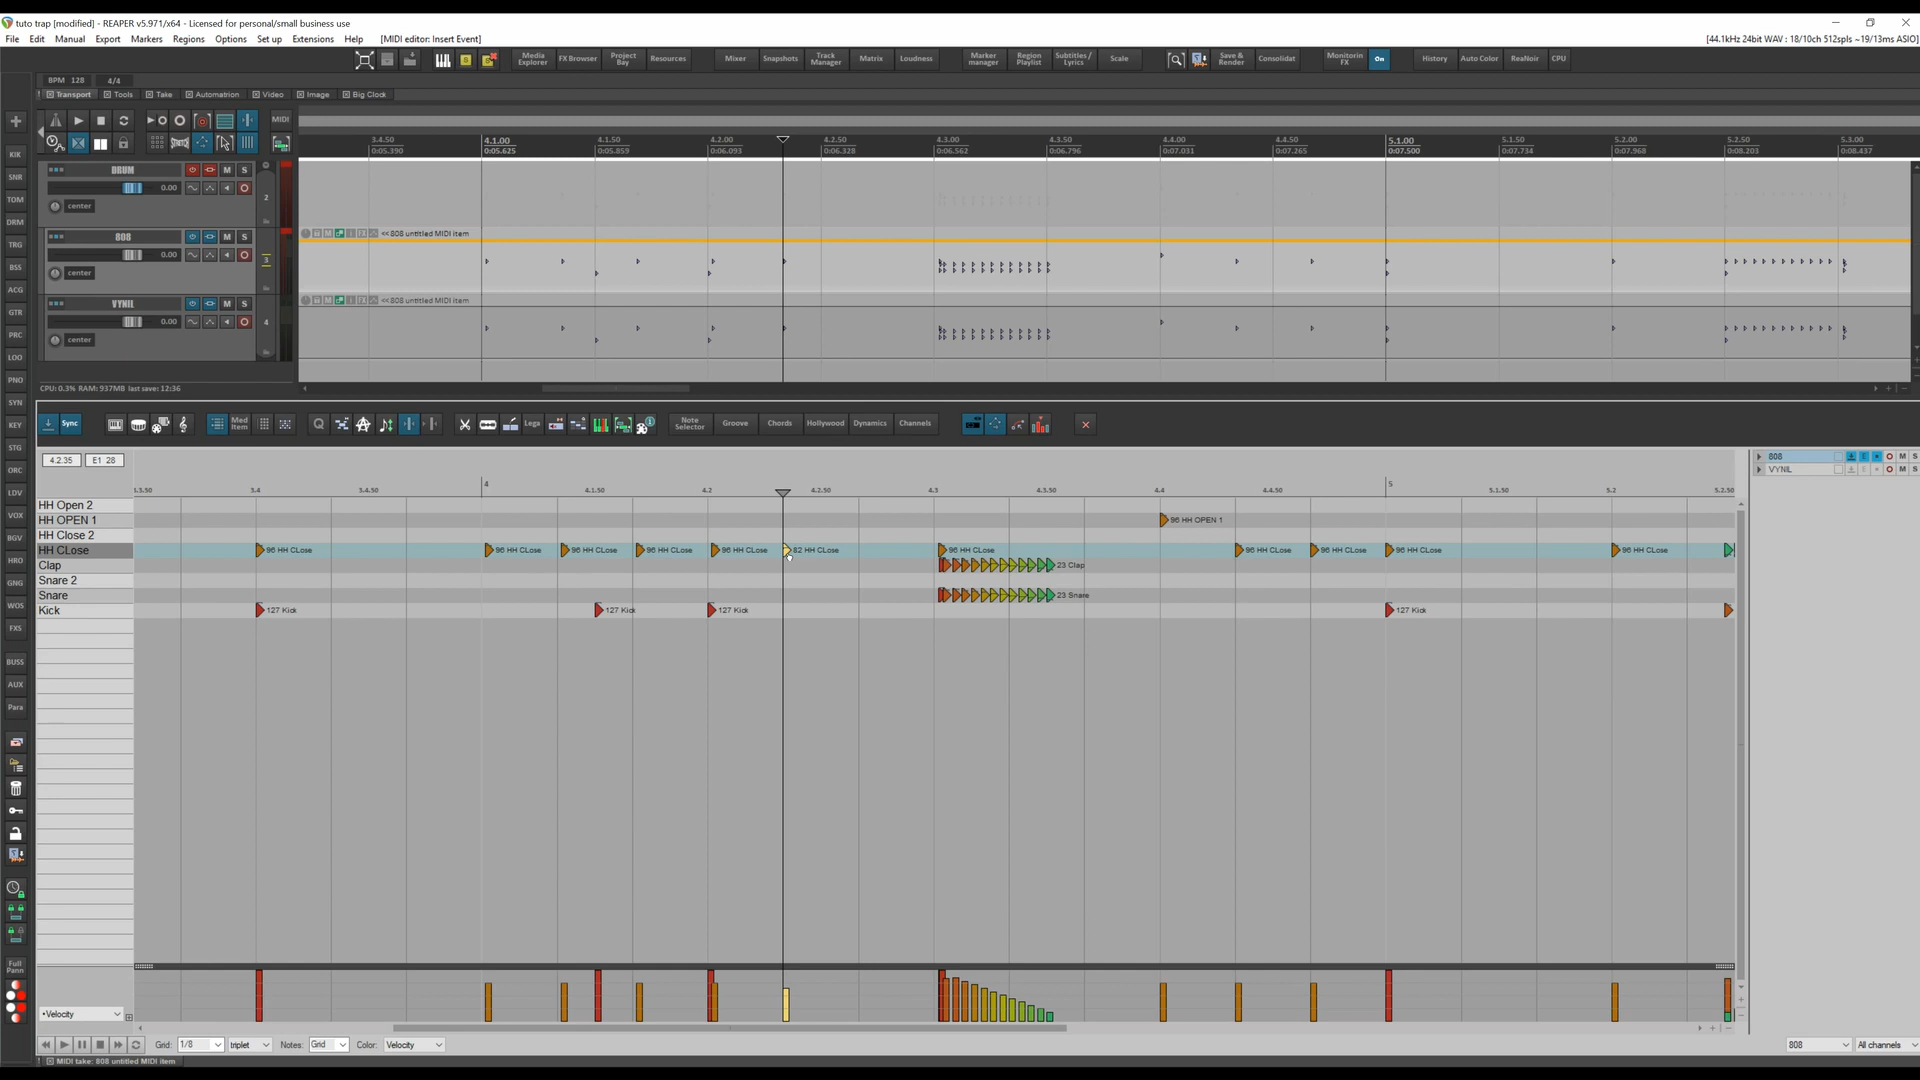 tuto trap [modified] - REAPER v5.971/x64 - Licensed for personal/small business use
File Edit Manual Export Markers Regions Options Set up Extensions Help [MIDI editor: Insert Event]
[44.1kHz 24bit WAV : 18/10ch 512spls ~19/13ms ASIO]
Media Explorer FX Browser Project Bay Resources Mixer Snapshots Track Manager Matrix Loudness Marker manager Region Playlist Subtitles / Lyrics Scale Save & Render Consolidat Monitorin FX On History Auto Color ReaNoir CPU
BPM 128 4/4
Transport Tools Take Automatrion Video Image Big Clock
MIDI
3.4.50 4.1.00 4.1.50 4.2.00 4.2.50 4.3.00 4.3.50 4.4.00 4.4.50 5.1.00 5.1.50 5.2.00 5.2.50 5.3.00
0:05.390 0:05.625 0:05.859 0:06.093 0:06.328 0:06.562 0:06.796 0:07.031 0:07.265 0:07.500 0:07.734 0:07.968 0:08.203 0:08.437
KIK
SNR
TOM
DRM
TRG
BSS
ACG
GTR
PRC
LOO
PNO
SYN
KEY
STG
ORC
LDV
VOX
BGV
HRO
GNG
WOS
FXS
BUSS
AUX
Para
Full Pann
DRUM M S
0.00
center
2
808 M S
0.00
center
3
<< 808 untitled MIDI item
VYNIL M S
0.00
center
4
<< 808 untitled MIDI item
CPU: 0.3% RAM: 937MB last save: 12:36
Sync Med Item Q Lega Note Selector Groove Chords Hollywood Dynamics Channels
4.2.35 E1 28
808 M S
VYNIL M S
3.4 3.4.50 4 4.1.50 4.2 4.2.50 4.3 4.3.50 4.4 4.4.50 5 5.1.50 5.2 5.2.50
HH Open 2
HH OPEN 1 96 HH OPEN 1
HH Close 2
HH CLose 96 HH CLose 96 HH CLose 96 HH CLose 96 HH CLose 96 HH CLose 82 HH CLose 96 HH CLose 96 HH CLose 96 HH CLose 96 HH CLose 96 HH CLose
Clap 23 Clap
Snare 2
Snare 23 Snare
Kick 127 Kick 127 Kick 127 Kick 127 Kick
Velocity
Grid: 1/8 triplet Notes: Grid Color: Velocity 808 All channels
MIDI take: 808 untitled MIDI item